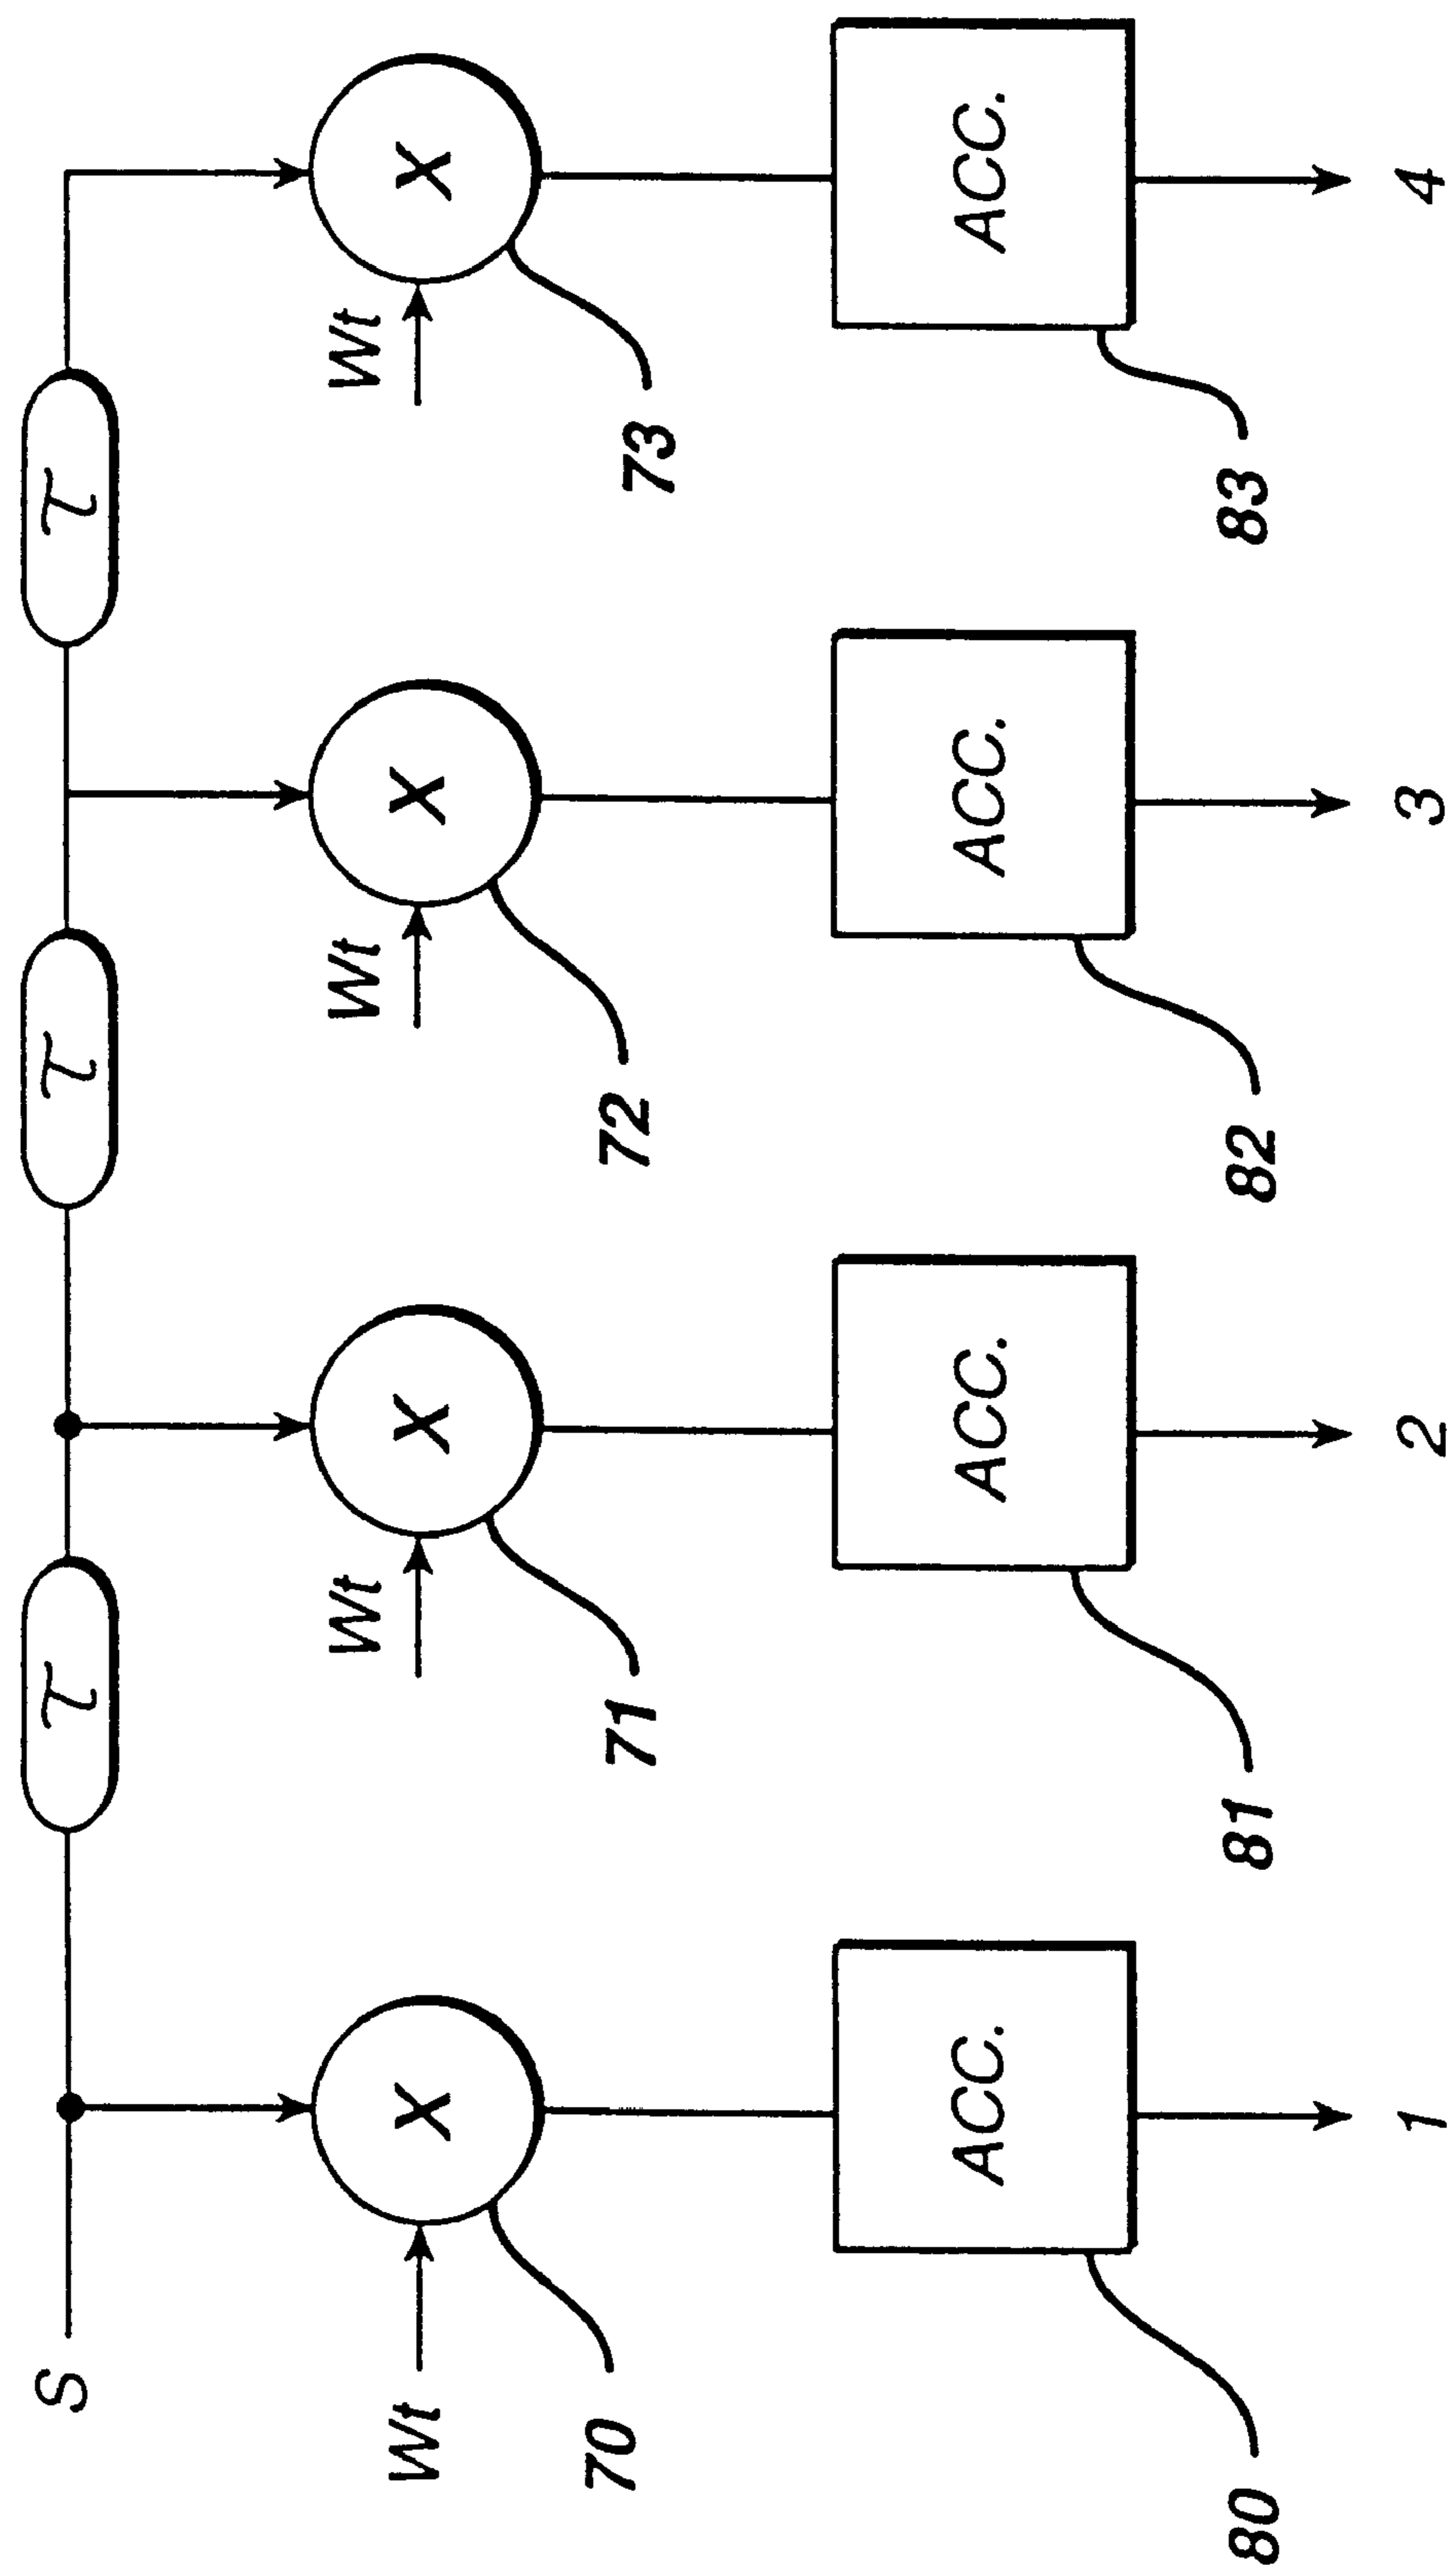 S τ τ τ
Wt X Wt X Wt X Wt X
70 71 72 73
ACC. ACC. ACC. ACC.
80 81 82 83
1 2 3 4